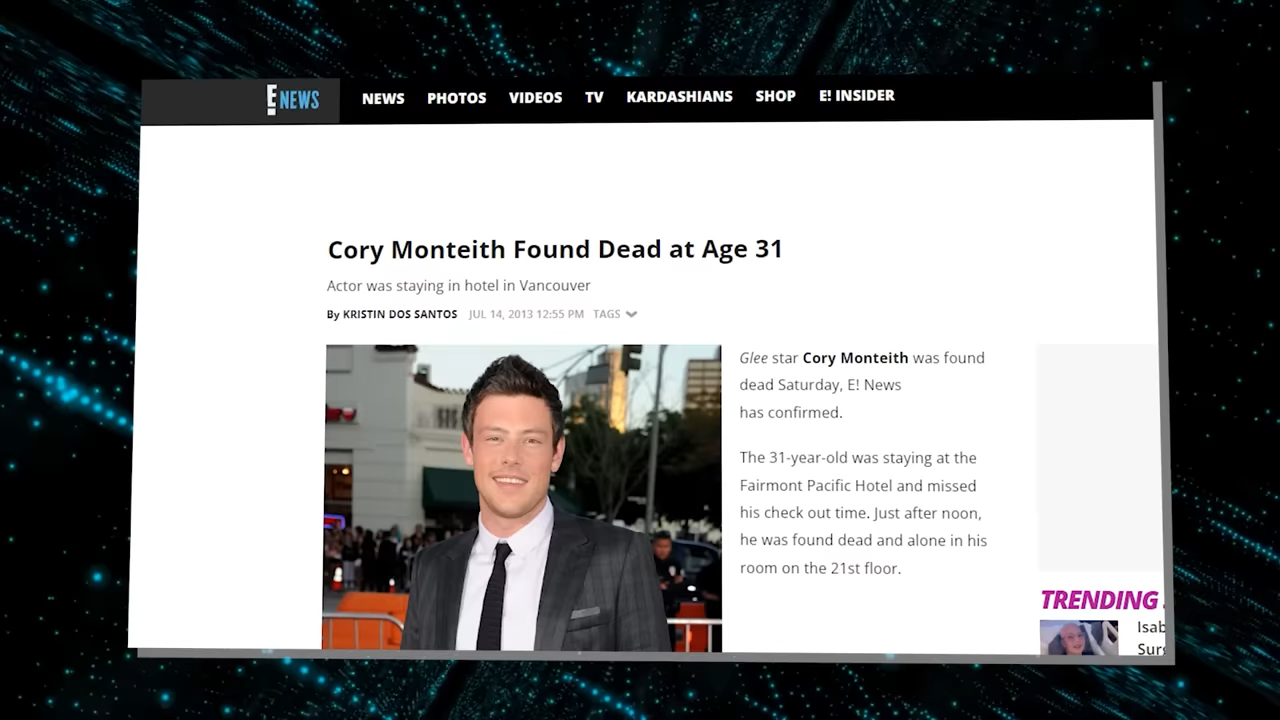 E! NEWS NEWS PHOTOS VIDEOS TV KARDASHIANS SHOP E! INSIDER
Cory Monteith Found Dead at Age 31
Actor was staying in hotel in Vancouver
By KRISTIN DOS SANTOS JUL 14, 2013 12:55 PM TAGS
Glee star Cory Monteith was found
dead Saturday, E! News
has confirmed.
The 31-year-old was staying at the
Fairmont Pacific Hotel and missed
his check out time. Just after noon,
he was found dead and alone in his
room on the 21st floor.
TRENDING